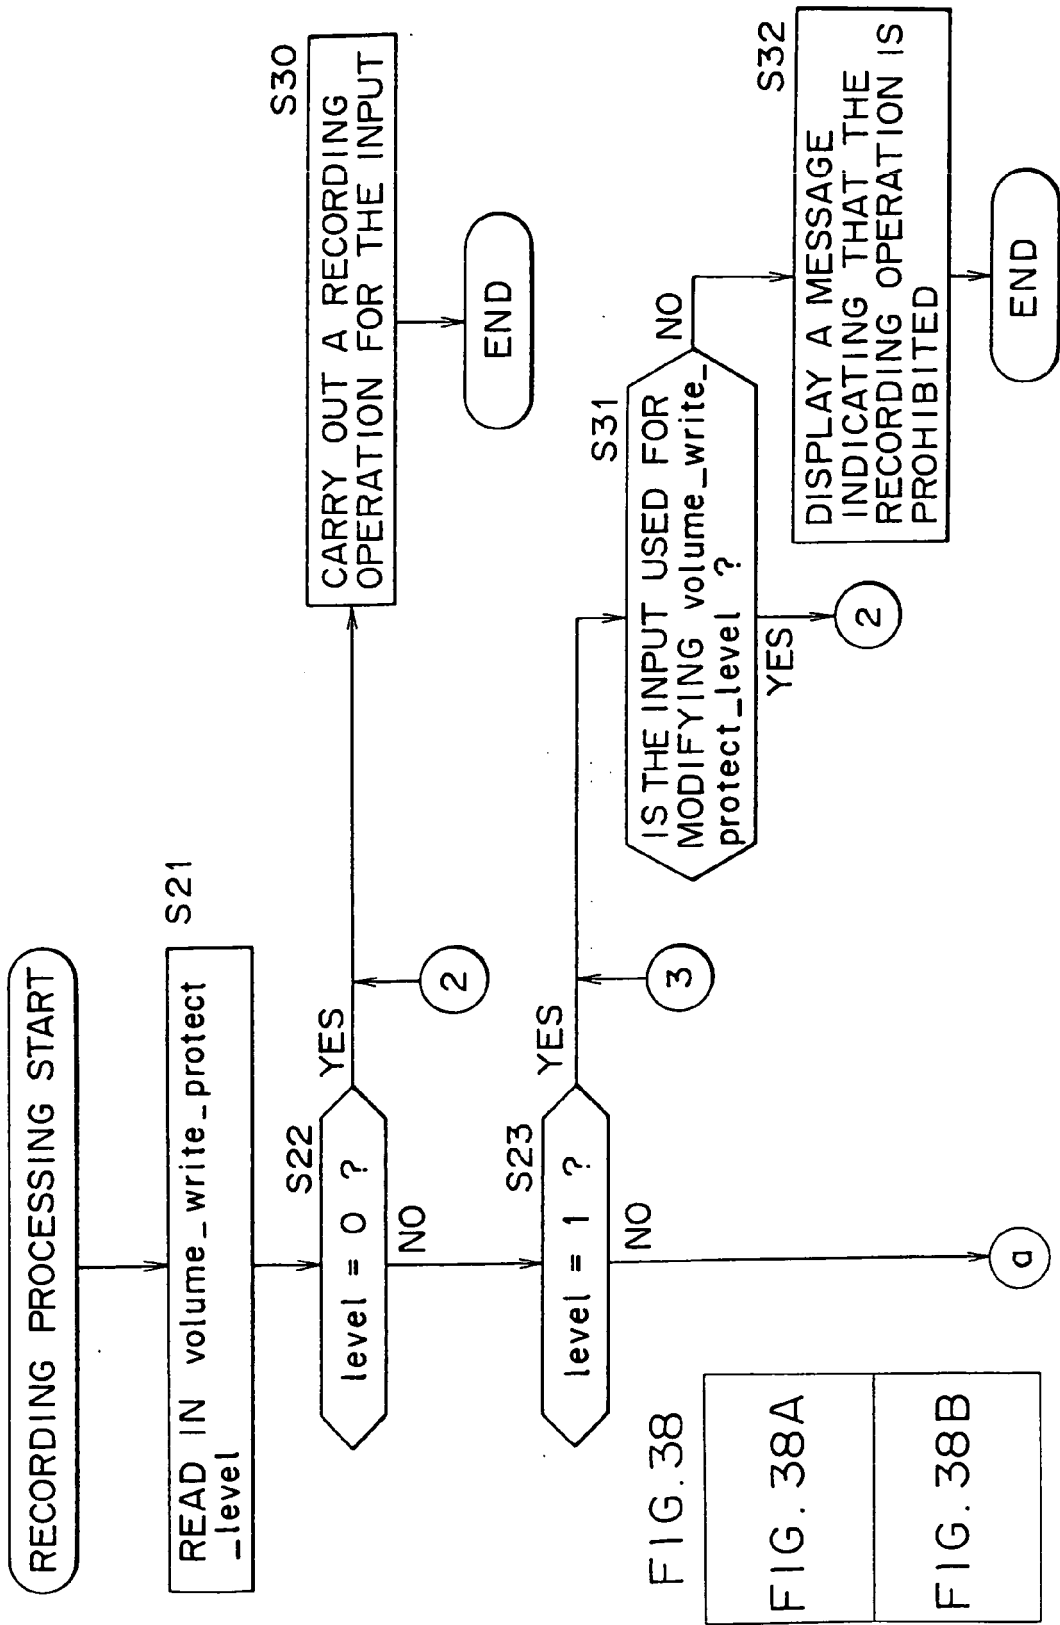 RECORDING PROCESSING START
S21
READ IN volume_write_protect
_level
S22
level = 0 ?
YES
NO
2
S30
CARRY OUT A RECORDING
OPERATION FOR THE INPUT
END
S23
level = 1 ?
YES
NO
3
S31
IS THE INPUT USED FOR
MODIFYING volume_write_
protect_level ?
NO
YES
2
S32
DISPLAY A MESSAGE
INDICATING THAT THE
RECORDING OPERATION IS
PROHIBITED
END
a
FIG.38
FIG. 38A
FIG. 38B